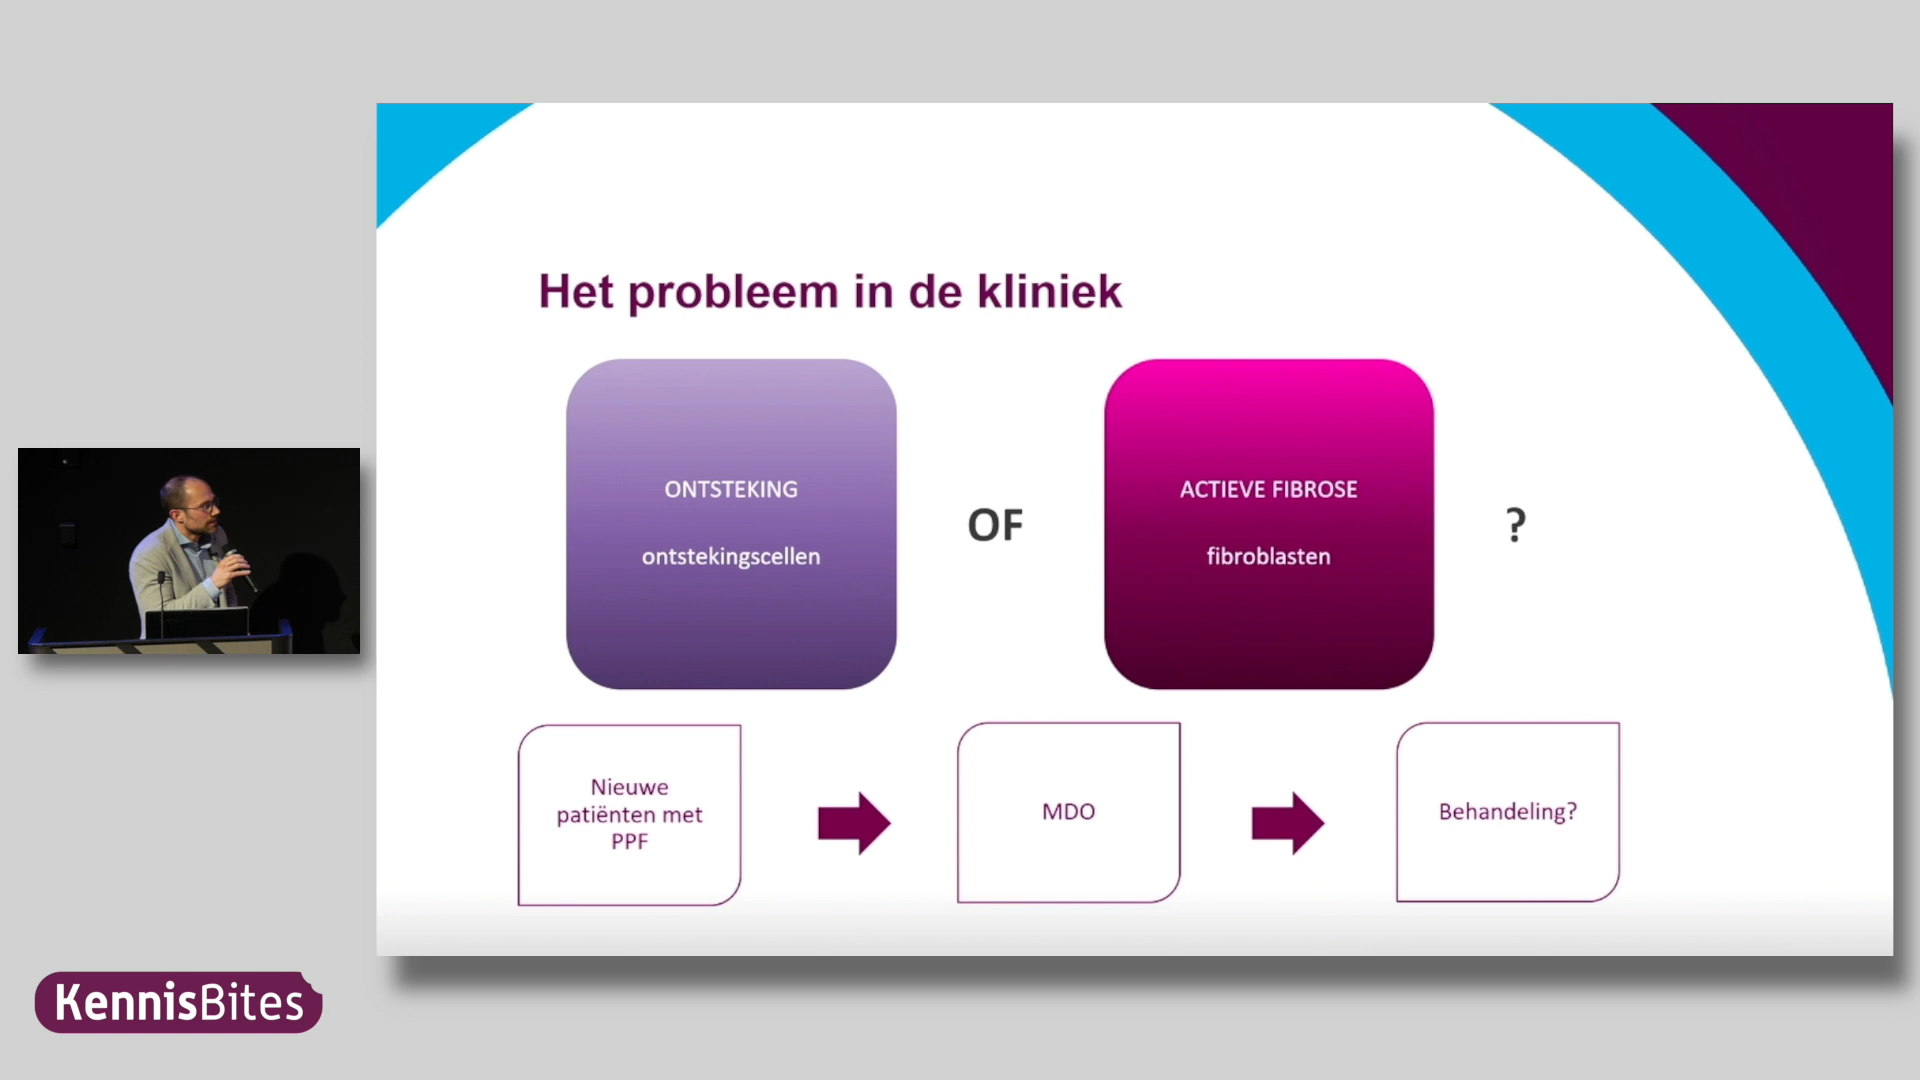 Het probleem in de kliniek
ONTSTEKING
ontstekingscellen
OF
ACTIEVE FIBROSE
fibroblasten
?
Nieuwe
patiënten met
PPF
MDO
Behandeling?
KennisBites